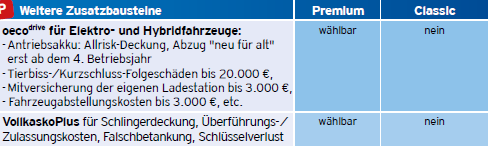 P Weitere Zusatzbausteine Premium Classic
oecodrive für Elektro- und Hybridfahrzeuge: wählbar nein
- Antriebsakku: Allrisk-Deckung, Abzug "neu für alt"
erst ab dem 4. Betriebsjahr
- Tierbiss-/Kurzschluss-Folgeschäden bis 20.000 €,
- Mitversicherung der eigenen Ladestation bis 3.000 €,
- Fahrzeugabstellungskosten bis 3.000 €, etc.
VollkaskoPlus für Schlingerdeckung, Überführungs-/ wählbar nein
Zulassungskosten, Falschbetankung, Schlüsselverlust